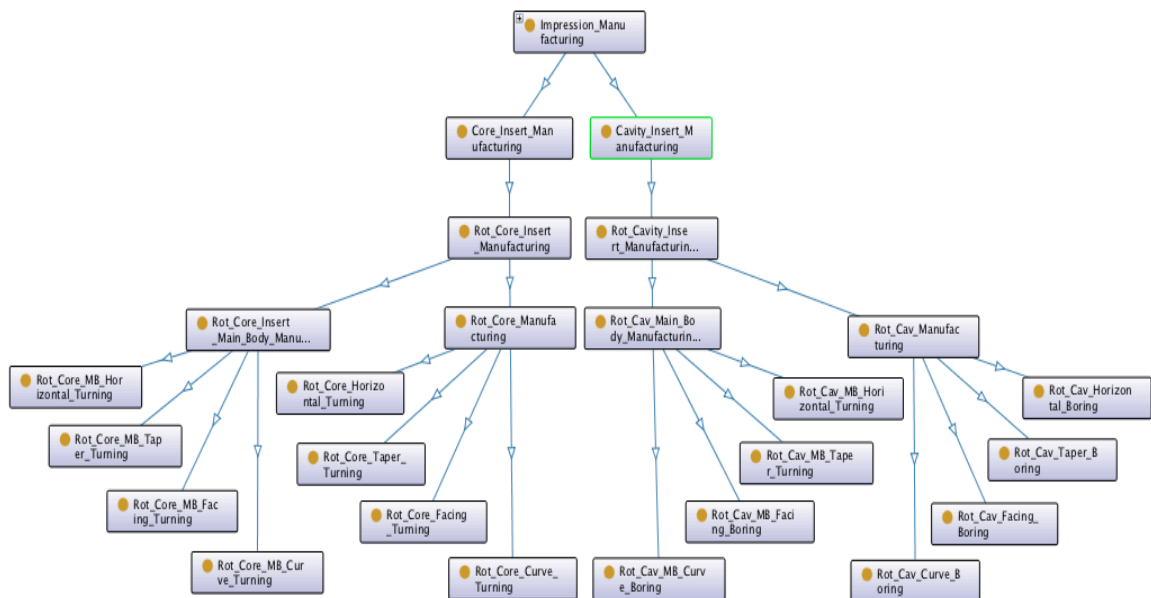 Impression_Manu
facturing
Core_Insert_Man
ufacturing
Cavity_Insert_M
anufacturing
Rot_Core_Insert
_Manufacturing
Rot_Cavity_Inse
rt_Manufacturin...
Rot_Core_Insert
_Main_Body_Manu...
Rot_Core_Manufa
cturing
Rot_Cav_Main_Bo
dy_Manufacturin...
Rot_Cav_Manufac
turing
Rot_Core_MB_Hor
izontal_Turning
Rot_Core_Horizo
ntal_Turning
Rot_Cav_MB_Hori
zontal_Turning
Rot_Cav_Horizon
tal_Boring
Rot_Core_MB_Tap
er_Turning
Rot_Core_Taper_
Turning
Rot_Cav_MB_Tape
r_Turning
Rot_Cav_Taper_B
oring
Rot_Core_MB_Fac
ing_Turning
Rot_Core_Facing
_Turning
Rot_Cav_MB_Faci
ng_Boring
Rot_Cav_Facing_
Boring
Rot_Core_MB_Cur
ve_Turning
Rot_Core_Curve_
Turning
Rot_Cav_MB_Curv
e_Boring
Rot_Cav_Curve_B
oring